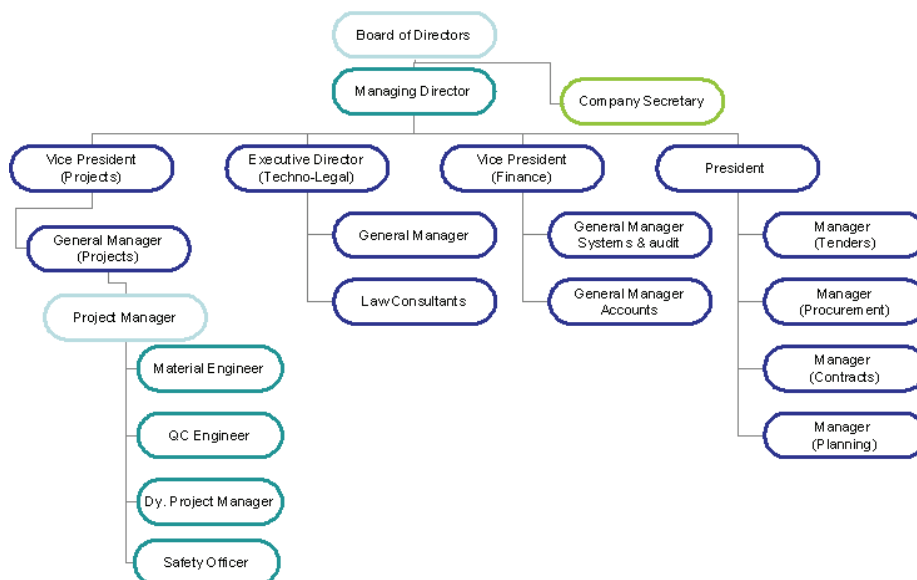 Board of Directors
Managing Director
Company Secretary
Vice President
(Projects)
Executive Director
(Techno-Legal)
Vice President
(Finance)
President
General Manager
(Projects)
General Manager
General Manager
Systems & audit
Manager
(Tenders)
Project Manager
Law Consultants
General Manager
Accounts
Manager
(Procurement)
Material Engineer
Manager
(Contracts)
QC Engineer
Manager
(Planning)
Dy. Project Manager
Safety Officer